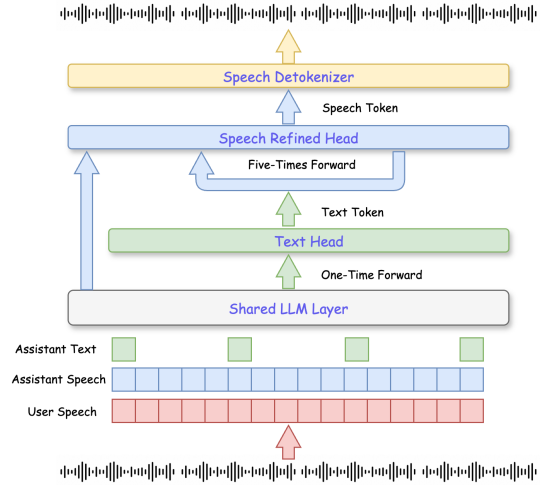 Speech Detokenizer
Speech Token
Speech Refined Head
Five-Times Forward
Text Token
Text Head
One-Time Forward
Shared LLM Layer
Assistant Text
Assistant Speech
User Speech